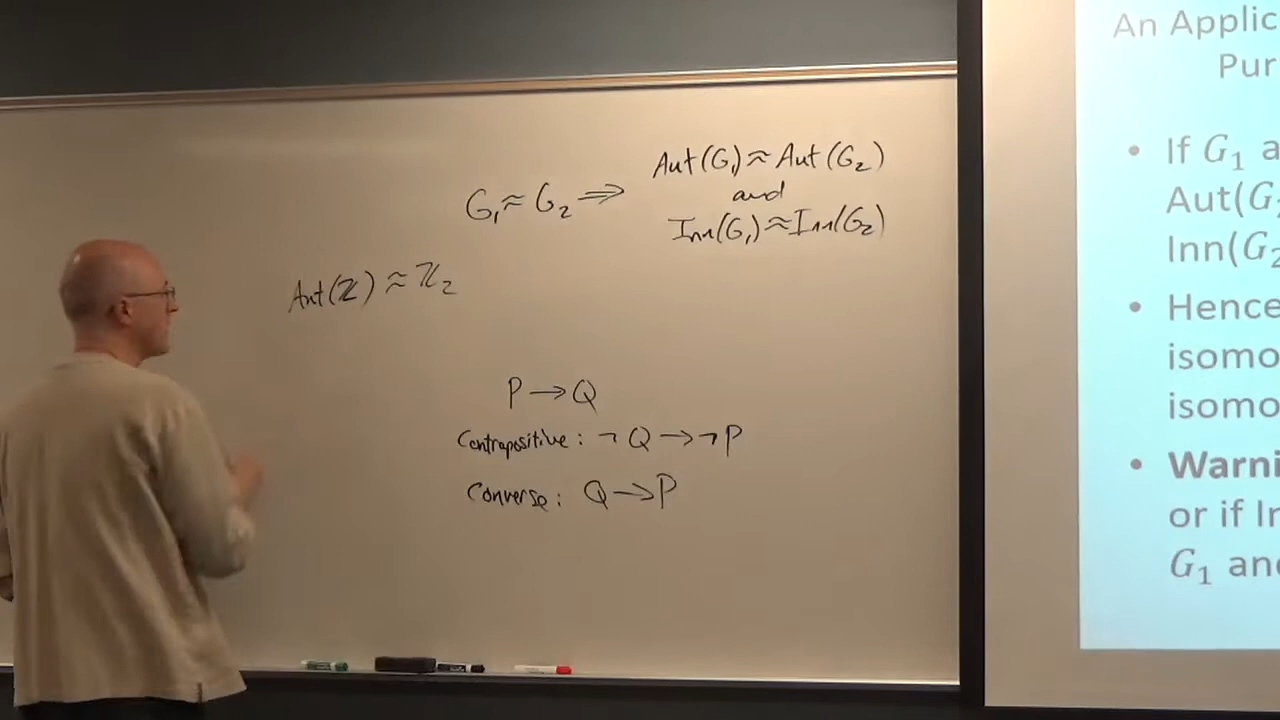 Aut(G₁) ≈ Aut(G₂)
G₁ ≈ G₂ ⟹
and
Inn(G₁) ≈ Inn(G₂)
Aut(ℤ) ≈ ℤ₂
P → Q
Contrapositive: ¬Q → ¬P
Converse: Q → P
An Applic
Pur
• If G₁ a
Aut(G
Inn(G₂
• Hence
isomo
isomo
• Warni
or if In
G₁ and